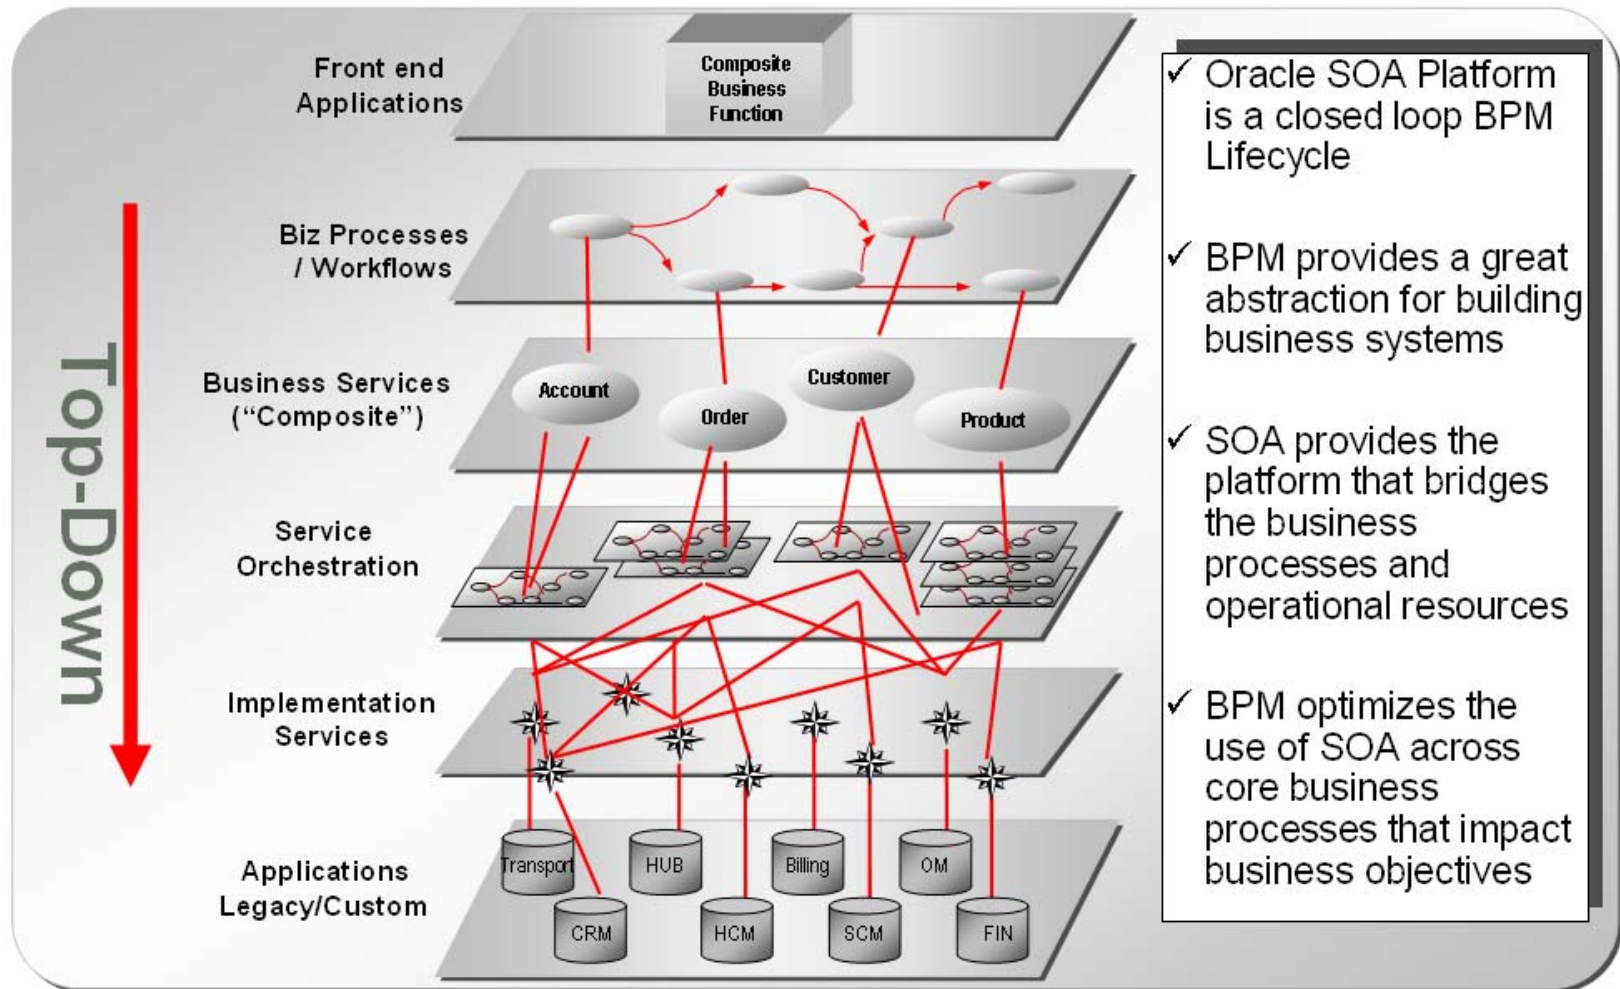 Front end
Applications
Composite
Business
Function
Biz Processes
/ Workflows
Business Services
(“Composite”)
Account
Order
Customer
Product
Service
Orchestration
Implementation
Services
Applications
Legacy/Custom
Transport
HUB
Billing
OM
CRM
HCM
SCM
FIN
Top-Down
✓ Oracle SOA Platform
is a closed loop BPM
Lifecycle
✓ BPM provides a great
abstraction for building
business systems
✓ SOA provides the
platform that bridges
the business
processes and
operational resources
✓ BPM optimizes the
use of SOA across
core business
processes that impact
business objectives